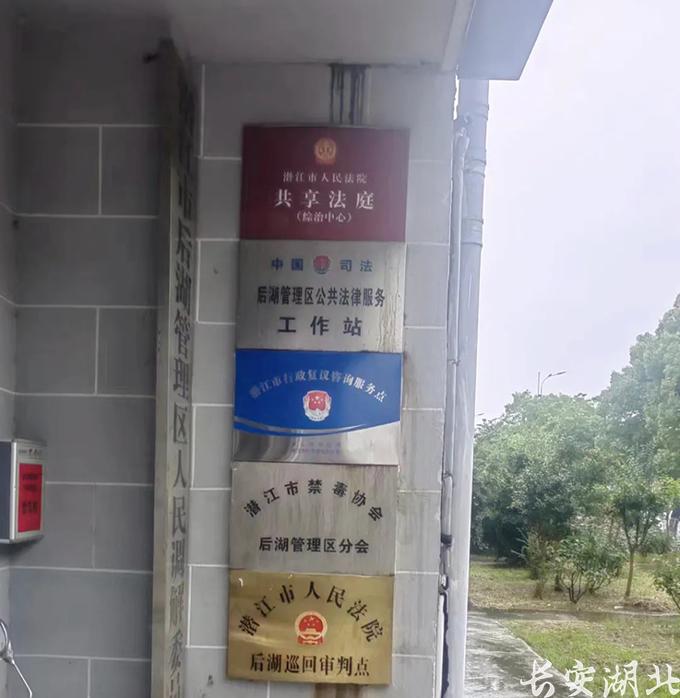 潜江市后湖管理区人民调解委员
潜江市人民法院
共享法庭
(综治中心)
中国 司法
后湖管理区公共法律服务
工作站
潜江市行政复议咨询服务点
潜江市禁毒协会
后湖管理区分会
潜江市人民法院
后湖巡回审判点
长安湖北